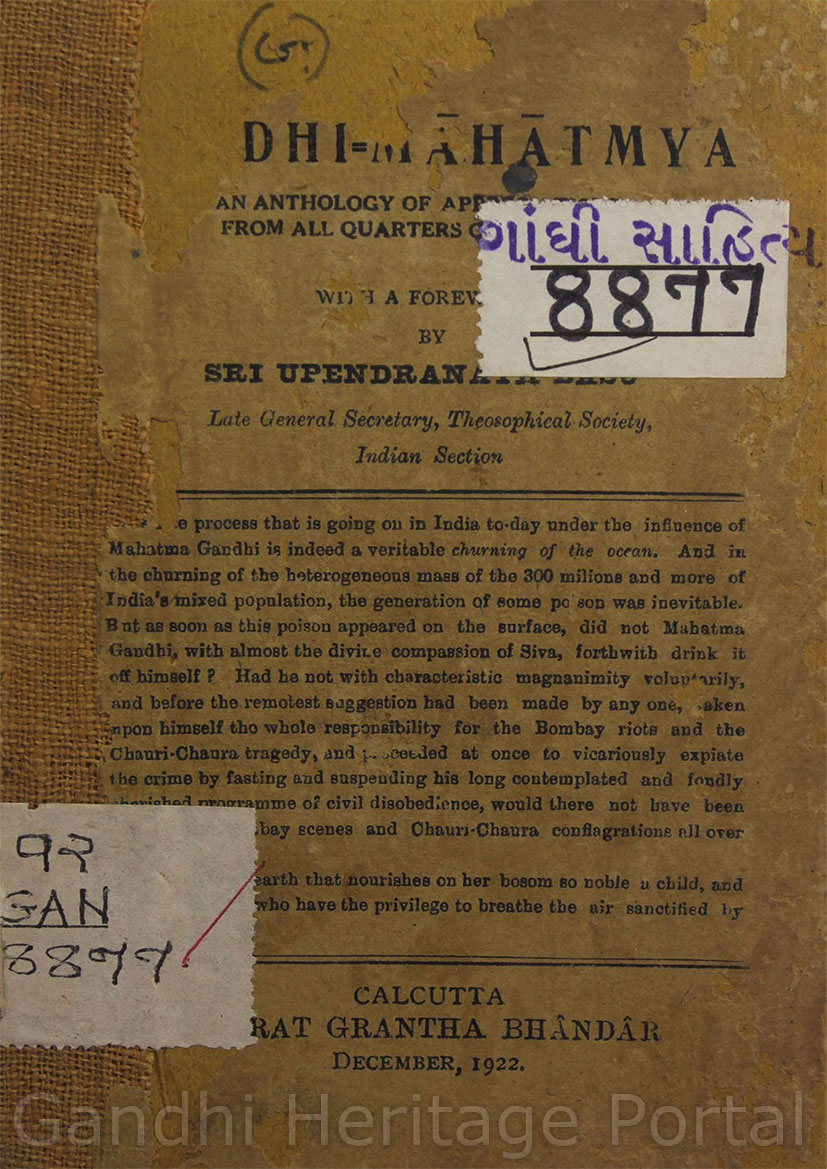 DHI=MĀHĀTMYA
AN ANTHOLOGY OF
FROM ALL QUARTERS
ગાંધી સાહિત્ય
૪૪૧૧
WITH A
BY
SRI UPENDRANATH BASU
Late General Secretary, Theosophical Society,
Indian Section
process that is going on in India to-day under the influence of
Mahatma Gandhi is indeed a veritable churning of the ocean. And in
the churning of the heterogeneous mass of the 300 milions and more of
India's mixed population, the generation of some poison was inevitable.
But as soon as this poison appeared on the surface, did not Mahatma
Gandhi, with almost the divine compassion of Siva, forthwith drink it
off himself ? Had he not with characteristic magnanimity voluntarily,
and before the remotest suggestion had been made by any one, taken
upon himself the whole responsibility for the Bombay riots and the
Chauri-Chaura tragedy, and proceeded at once to vicariously expiate
the crime by fasting and suspending his long contemplated and fondly
cherished programme of civil disobedience, would there not have been
bay scenes and Chauri-Chaura conflagrations all over
earth that nourishes on her bosom so noble a child, and
who have the privilege to breathe the air sanctified by
૧૨
GAN
૪૪૧૧
CALCUTTA
RAT GRANTHA BHÂNDÂR
DECEMBER, 1922.
Gandhi Heritage Portal